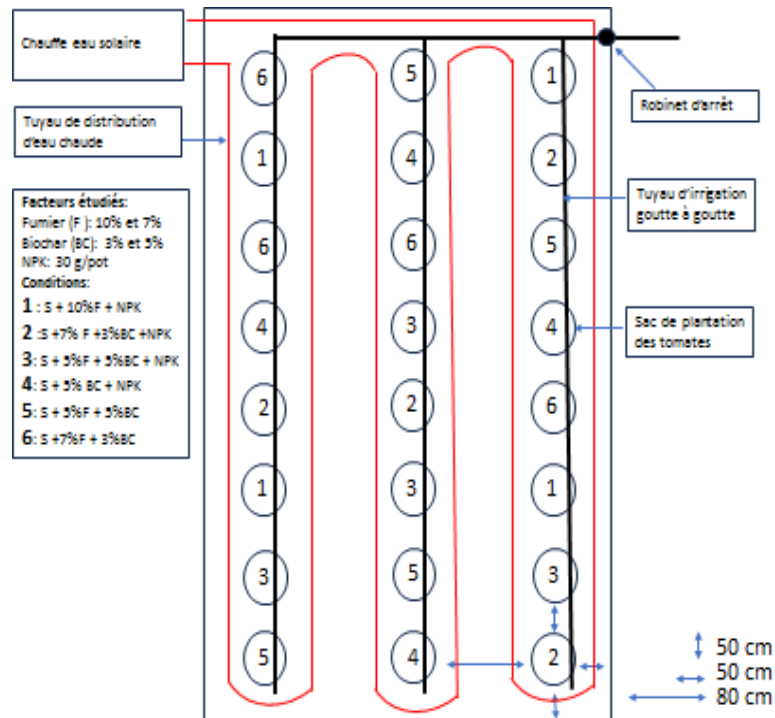 Chauffe eau solaire
Tuyau de distribution
d'eau chaude
Facteurs étudiés:
Fumier (F ): 10% et 7%
Biochar (BC): 3% et 5%
NPK: 30 g/pot
Conditions:
1 : S + 10%F + NPK
2 :S +7% F +3%BC +NPK
3: S + 5%F + 5%BC + NPK
4: S + 5% BC + NPK
5: S + 5%F + 5%BC
6: S +7%F + 3%BC
6 5 1
1 4 2
6 6 5
4 3 4
2 2 6
1 3 1
3 5 3
5 4 2
Robinet d'arrêt
Tuyau d'irrigation
goutte à goutte
Sac de plantation
des tomates
50 cm
50 cm
80 cm